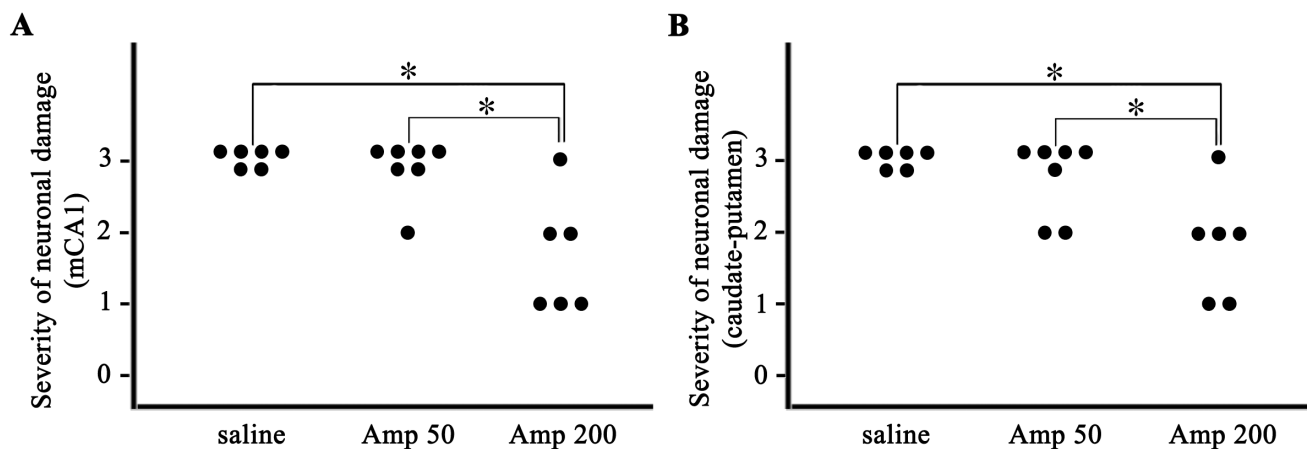 A
Severity of neuronal damage
(mCA1)
3
2
1
0
*
*
saline Amp 50 Amp 200
B
Severity of neuronal damage
(caudate-putamen)
3
2
1
0
*
*
saline Amp 50 Amp 200